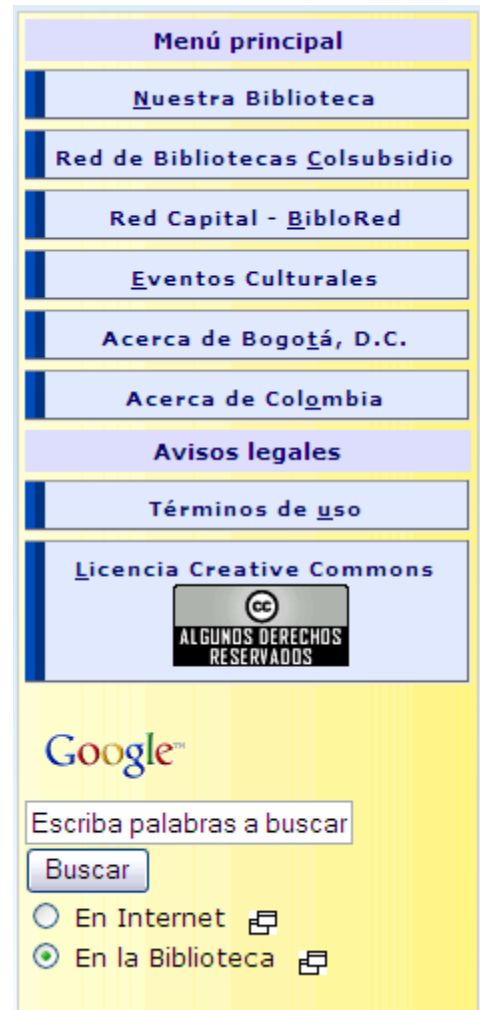 Menú principal
Nuestra Biblioteca
Red de Bibliotecas Colsubsidio
Red Capital - BibloRed
Eventos Culturales
Acerca de Bogotá, D.C.
Acerca de Colombia
Avisos legales
Términos de uso
Licencia Creative Commons
cc
ALGUNOS DERECHOS
RESERVADOS
Google™
Escriba palabras a buscar
Buscar
En Internet
En la Biblioteca